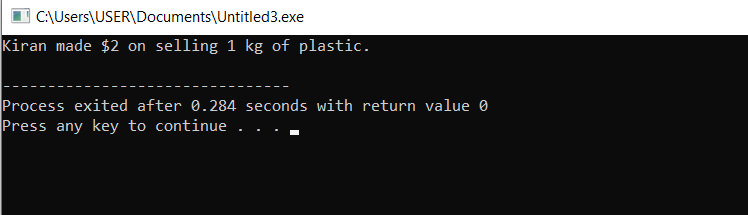 C:\Users\USER\Documents\Untitled3.exe
Kiran made $2 on selling 1 kg of plastic.
--------------------------------
Process exited after 0.284 seconds with return value 0
Press any key to continue . . .